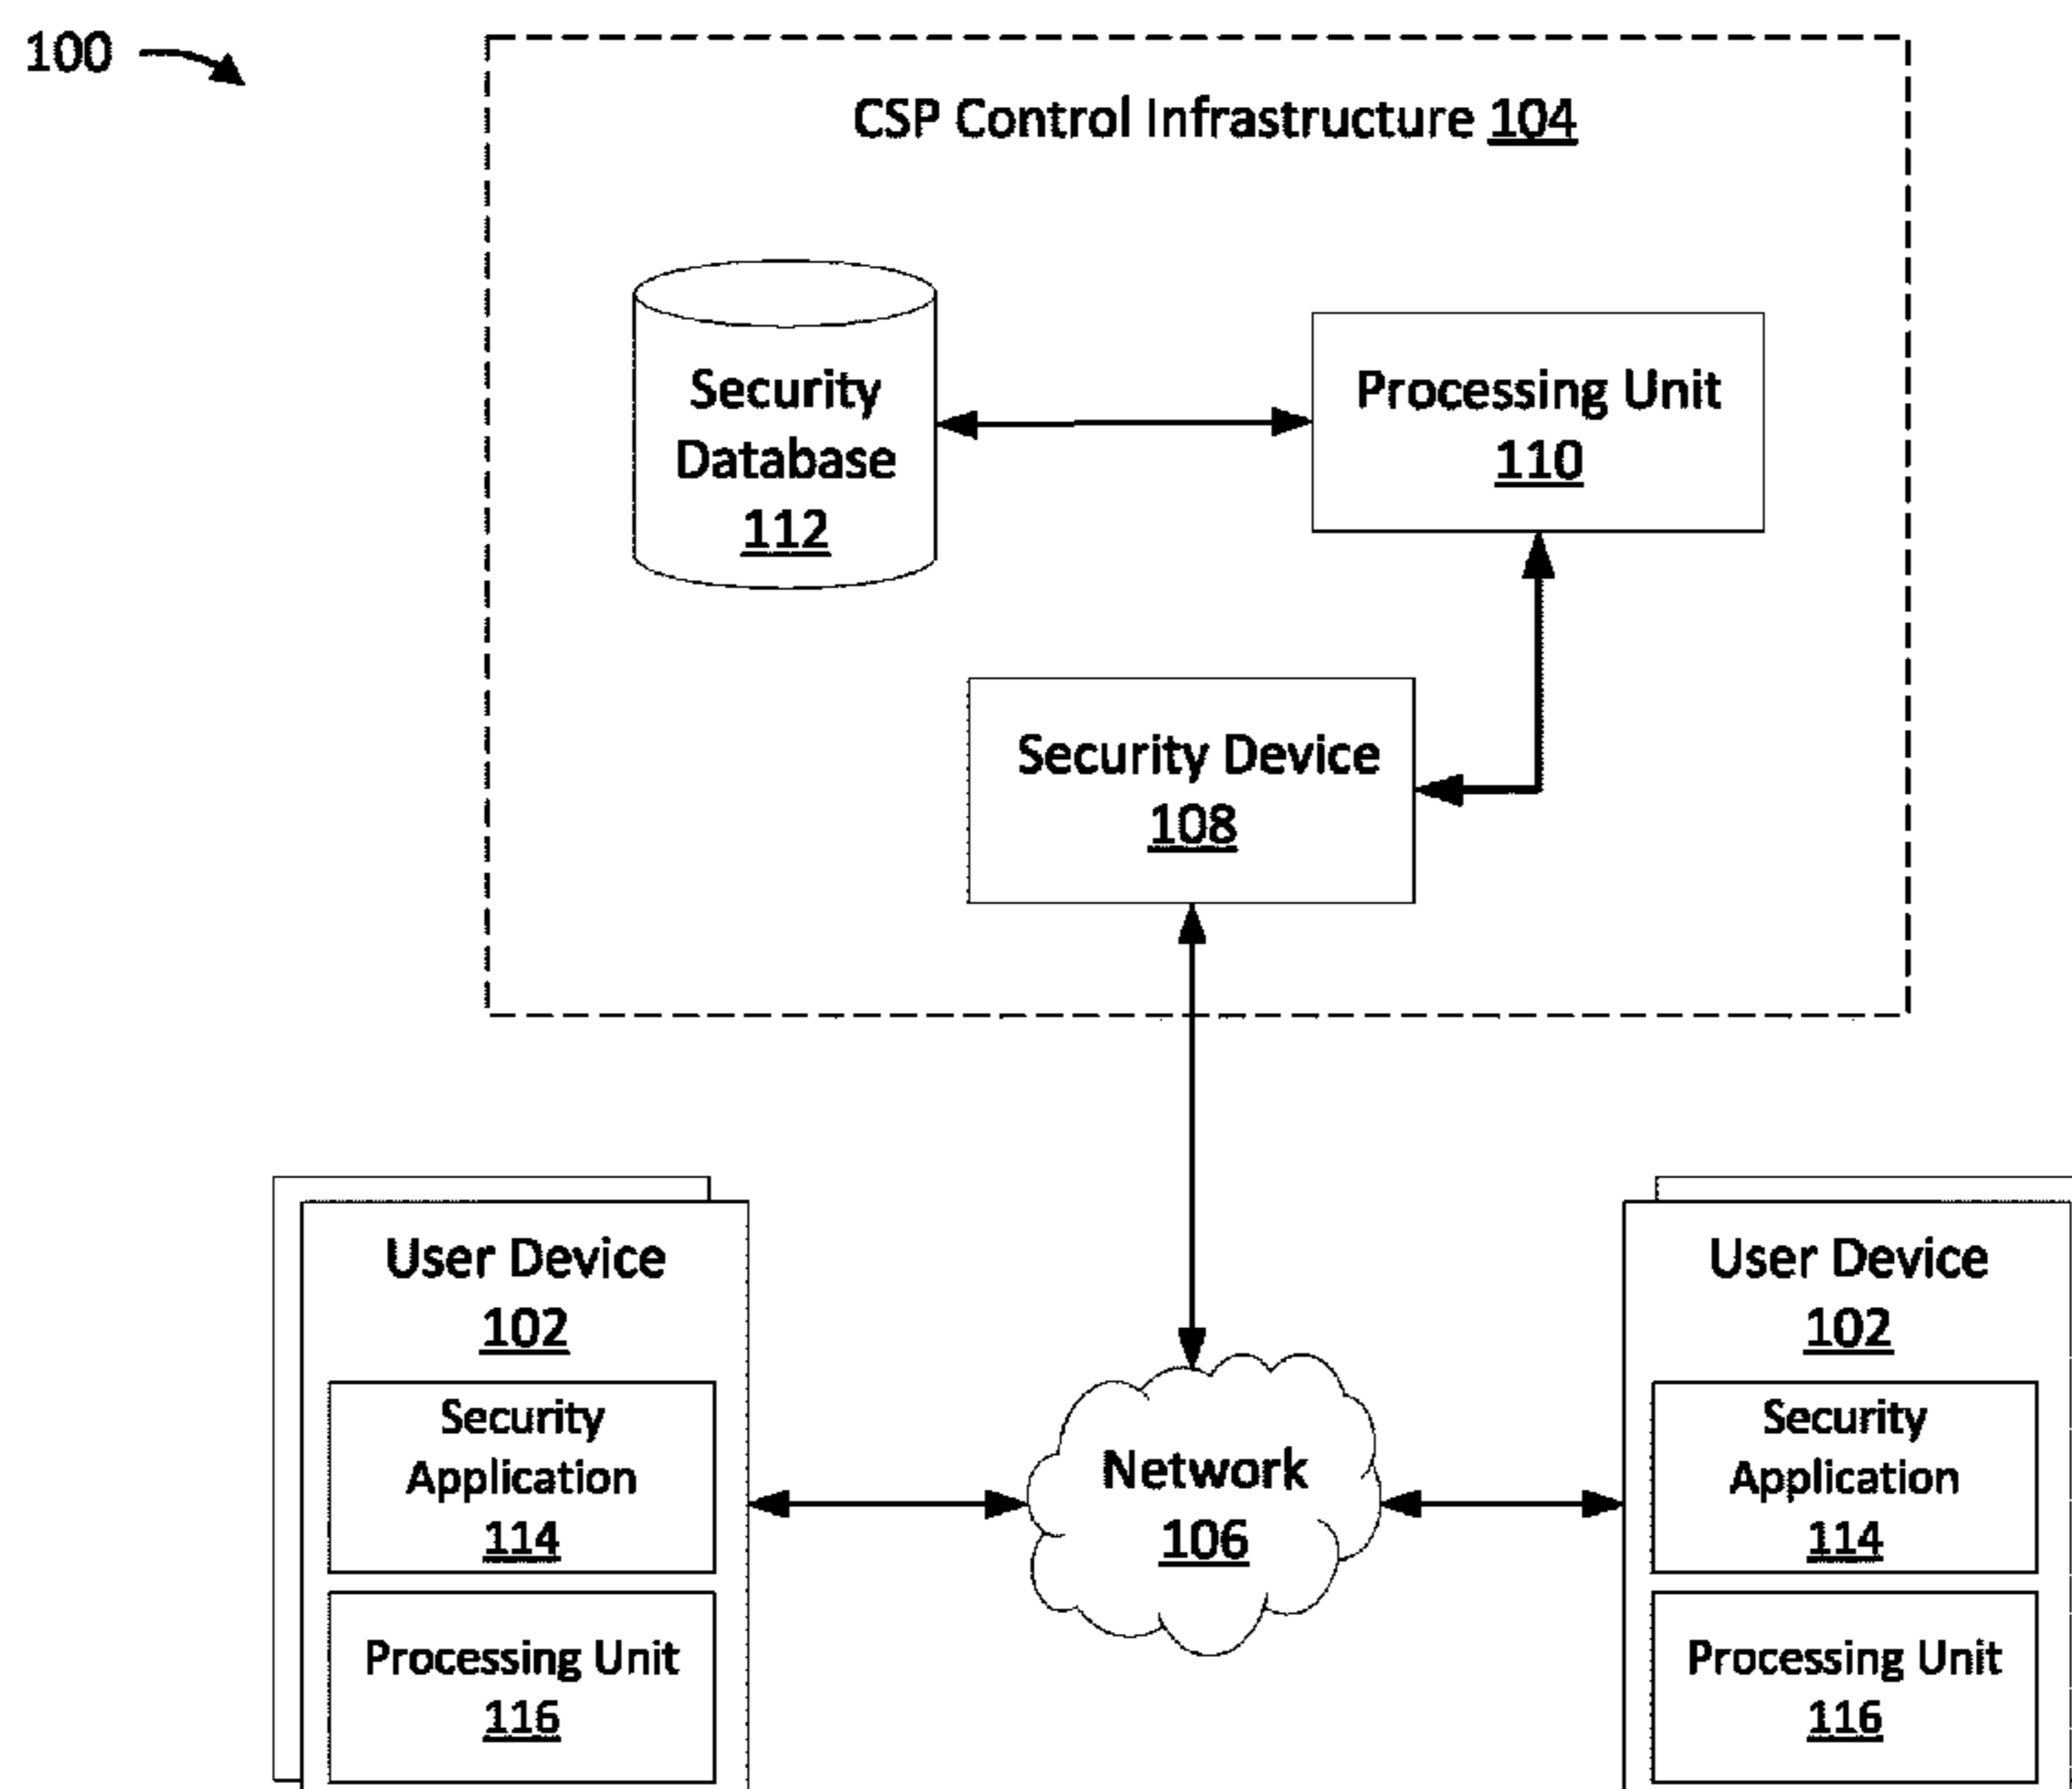 100
CSP Control Infrastructure 104
Security
Database
112
Processing Unit
110
Security Device
108
User Device
102
Security
Application
114
Processing Unit
116
Network
106
User Device
102
Security
Application
114
Processing Unit
116